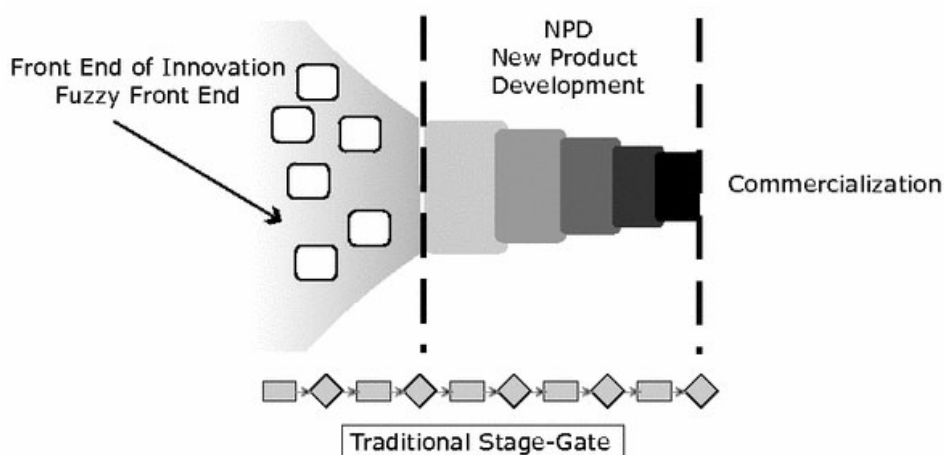 Front End of Innovation
Fuzzy Front End
NPD
New Product
Development
Commercialization
Traditional Stage-Gate